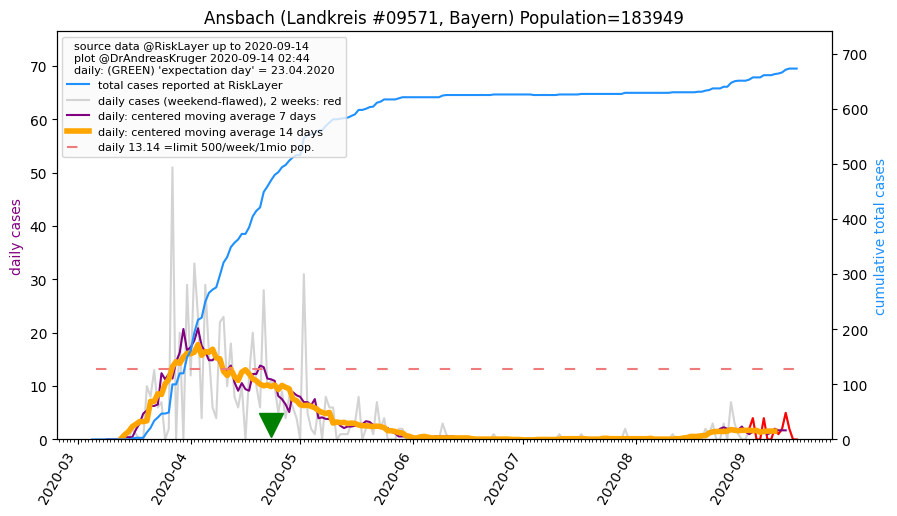 Ansbach (Landkreis #09571, Bayern) Population=183949
source data @RiskLayer up to 2020-09-14
plot @DrAndreasKruger 2020-09-14 02:44
daily: (GREEN) 'expectation day' = 23.04.2020
total cases reported at RiskLayer
daily cases (weekend-flawed), 2 weeks: red
daily: centered moving average 7 days
daily: centered moving average 14 days
daily 13.14 =limit 500/week/1mio pop.
daily cases
70
60
50
40
30
20
10
0
cumulative total cases
700
600
500
400
300
200
100
0
2020-03
2020-04
2020-05
2020-06
2020-07
2020-08
2020-09